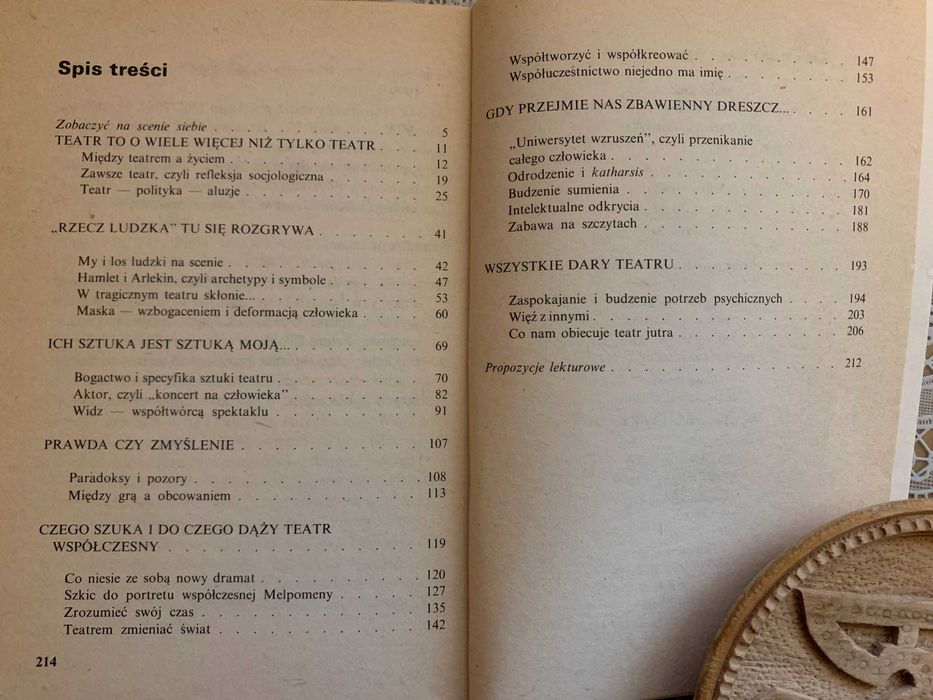 Spis treści
Zobaczyć na scenie siebie . . . . . . . . . . . . . . 5
TEATR TO O WIELE WIĘCEJ NIŻ TYLKO TEATR . . . . 11
Między teatrem a życiem . . . . . . . . . . . . . 12
Zawsze teatr, czyli refleksja socjologiczna . . . . . . . 19
Teatr — polityka — aluzje . . . . . . . . . . . . 25
„RZECZ LUDZKA” TU SIĘ ROZGRYWA . . . . . . . . 41
My i los ludzki na scenie . . . . . . . . . . . . . 42
Hamlet i Arlekin, czyli archetypy i symbole . . . . . . . 47
W tragicznym teatru skłonie... . . . . . . . . . . . 53
Maska — wzbogaceniem i deformacją człowieka . . . . . 60
ICH SZTUKA JEST SZTUKĄ MOJĄ... . . . . . . . . . 69
Bogactwo i specyfika sztuki teatru . . . . . . . . . . 70
Aktor, czyli „koncert na człowieka” . . . . . . . . . 82
Widz — współtwórcą spektaklu . . . . . . . . . . 91
PRAWDA CZY ZMYŚLENIE . . . . . . . . . . . . 107
Paradoksy i pozory . . . . . . . . . . . . . . . 108
Między grą a obcowaniem . . . . . . . . . . . . 113
CZEGO SZUKA I DO CZEGO DĄŻY TEATR
WSPÓŁCZESNY . . . . . . . . . . . . . . . . 119
Co niesie ze sobą nowy dramat . . . . . . . . . . . 120
Szkic do portretu współczesnej Melpomeny . . . . . . 127
Zrozumieć swój czas . . . . . . . . . . . . . . 135
Teatrem zmieniać świat . . . . . . . . . . . . . 142
214
Współtworzyć i współkreować . . . . . . . . . . . 147
Współuczestnictwo niejedno ma imię . . . . . . . . . 153
GDY PRZEJMIE NAS ZBAWIENNY DRESZCZ... . . . . 161
„Uniwersytet wzruszeń”, czyli przenikanie
całego człowieka . . . . . . . . . . . . . . . 162
Odrodzenie i katharsis . . . . . . . . . . . . . . 164
Budzenie sumienia . . . . . . . . . . . . . . . 170
Intelektualne odkrycia . . . . . . . . . . . . . . 181
Zabawa na szczytach . . . . . . . . . . . . . . 188
WSZYSTKIE DARY TEATRU . . . . . . . . . . . . 193
Zaspokajanie i budzenie potrzeb psychicznych . . . . . 194
Więź z innymi . . . . . . . . . . . . . . . . . 203
Co nam obiecuje teatr jutra . . . . . . . . . . . . 206
Propozycje lekturowe . . . . . . . . . . . . . . . 212